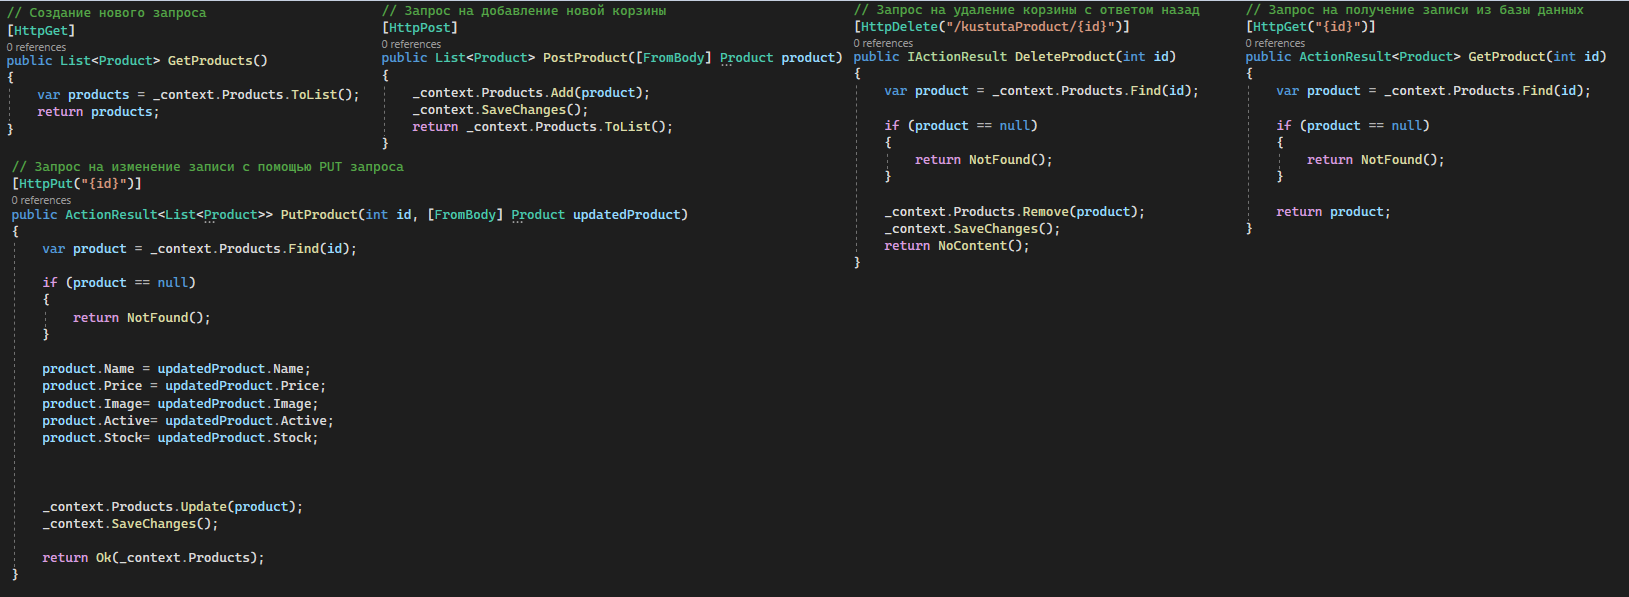 // Создание нового запроса
[HttpGet]
0 references
public List<Product> GetProducts()
{
var products = _context.Products.ToList();
return products;
}
// Запрос на добавление новой корзины
[HttpPost]
0 references
public List<Product> PostProduct([FromBody] Product product)
{
_context.Products.Add(product);
_context.SaveChanges();
return _context.Products.ToList();
}
// Запрос на удаление корзины с ответом назад
[HttpDelete("/kustutaProduct/{id}")]
0 references
public IActionResult DeleteProduct(int id)
{
var product = _context.Products.Find(id);
if (product == null)
{
return NotFound();
}
_context.Products.Remove(product);
_context.SaveChanges();
return NoContent();
}
// Запрос на получение записи из базы данных
[HttpGet("{id}")]
0 references
public ActionResult<Product> GetProduct(int id)
{
var product = _context.Products.Find(id);
if (product == null)
{
return NotFound();
}
return product;
}
// Запрос на изменение записи с помощью PUT запроса
[HttpPut("{id}")]
0 references
public ActionResult<List<Product>> PutProduct(int id, [FromBody] Product updatedProduct)
{
var product = _context.Products.Find(id);
if (product == null)
{
return NotFound();
}
product.Name = updatedProduct.Name;
product.Price = updatedProduct.Price;
product.Image= updatedProduct.Image;
product.Active= updatedProduct.Active;
product.Stock= updatedProduct.Stock;
_context.Products.Update(product);
_context.SaveChanges();
return Ok(_context.Products);
}